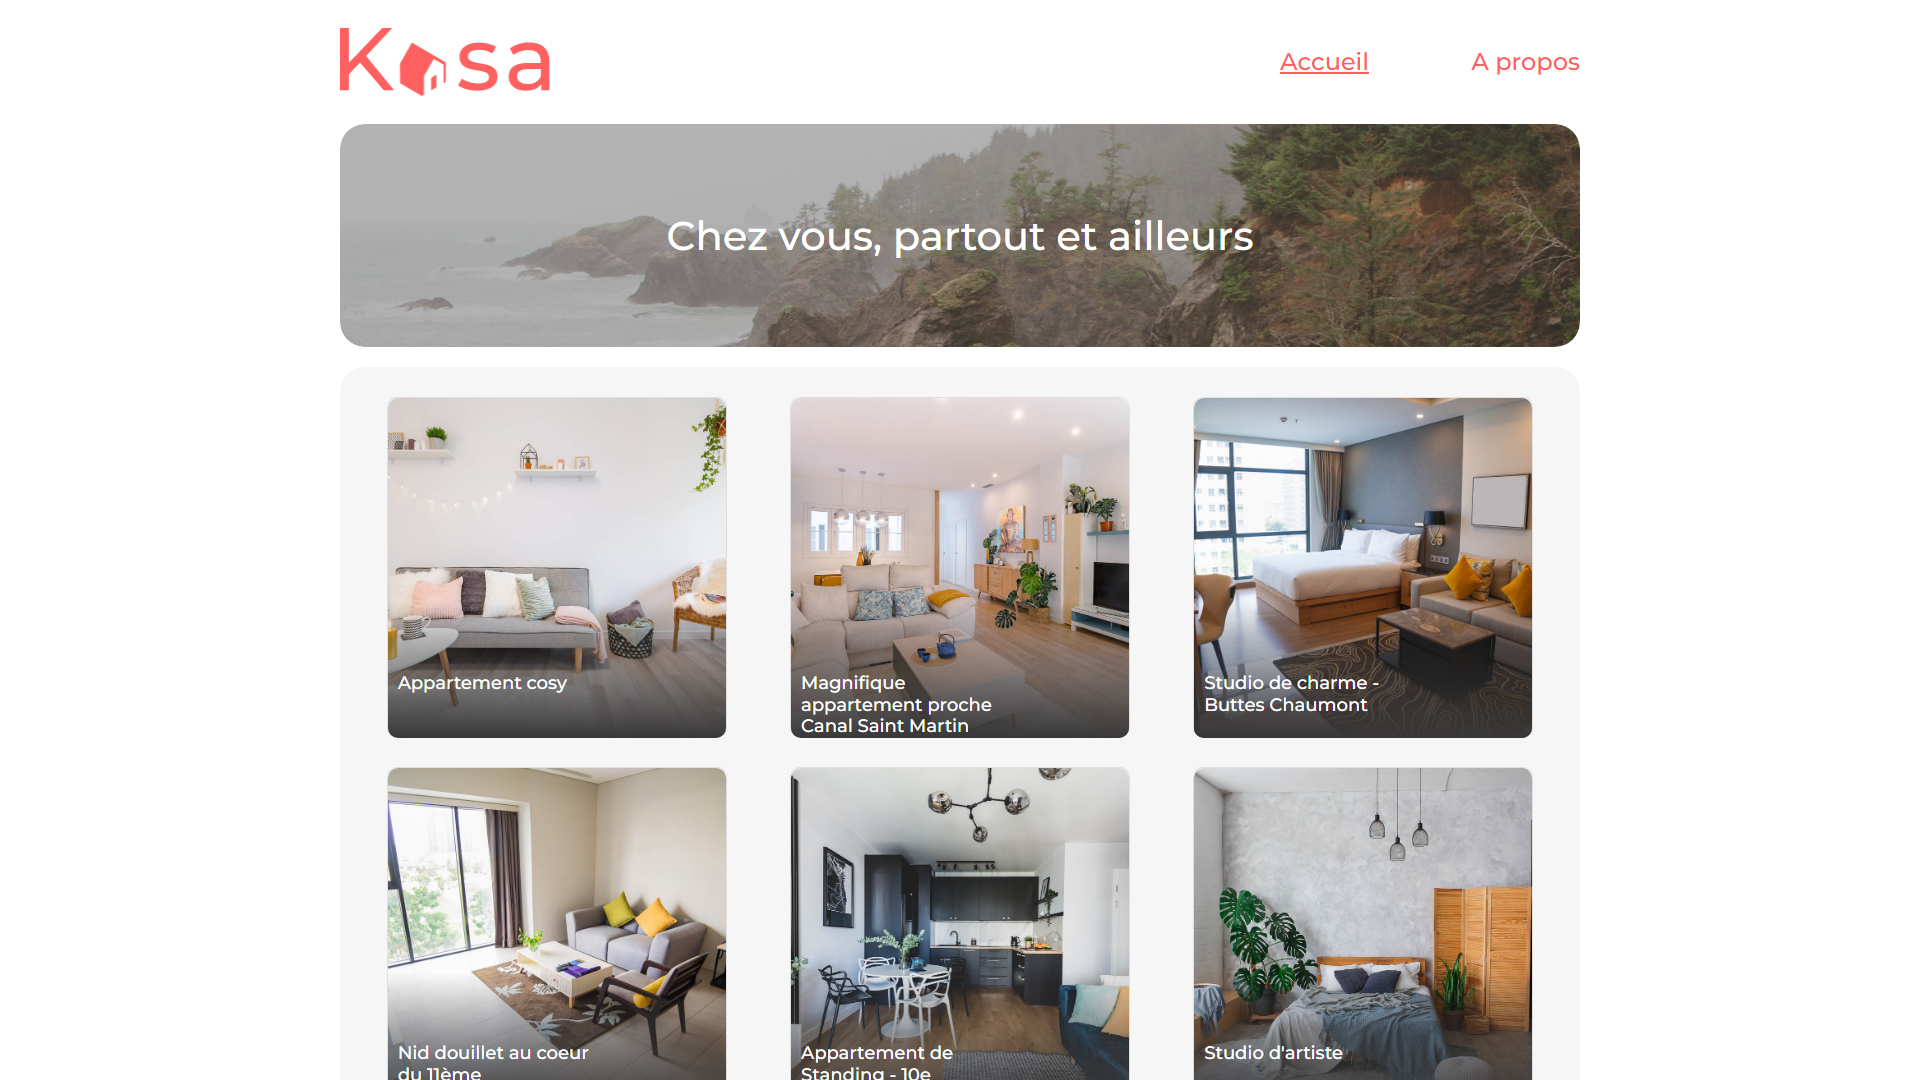 Kasa
Accueil
A propos
Chez vous, partout et ailleurs
Appartement cosy
Magnifique
appartement proche
Canal Saint Martin
Studio de charme -
Buttes Chaumont
Nid douillet au coeur
du 11ème
Appartement de
Standing - 10e
Studio d'artiste